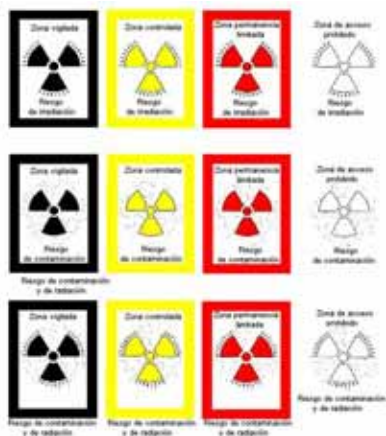 Zona vigilada
Riesgo
de irradiación
Zona controlada
Riesgo
de irradiación
Zona permanencia
limitada
Riesgo
de irradiación
Zona de acceso
prohibido
Riesgo
de irradiación
Zona vigilada
Riesgo
de contaminación
Zona controlada
Riesgo
de contaminación
Zona permanencia
limitada
Riesgo
de contaminación
Zona de acceso
prohibido
Riesgo
de contaminación
Riesgo de contaminación
y de radiación
Zona vigilada
Riesgo de contaminación
y de radiación
Zona controlada
Riesgo de contaminación
y de radiación
Zona permanencia
limitada
Riesgo de contaminación
y de radiación
Zona de acceso
prohibido
Riesgo de contaminación
y de radiación